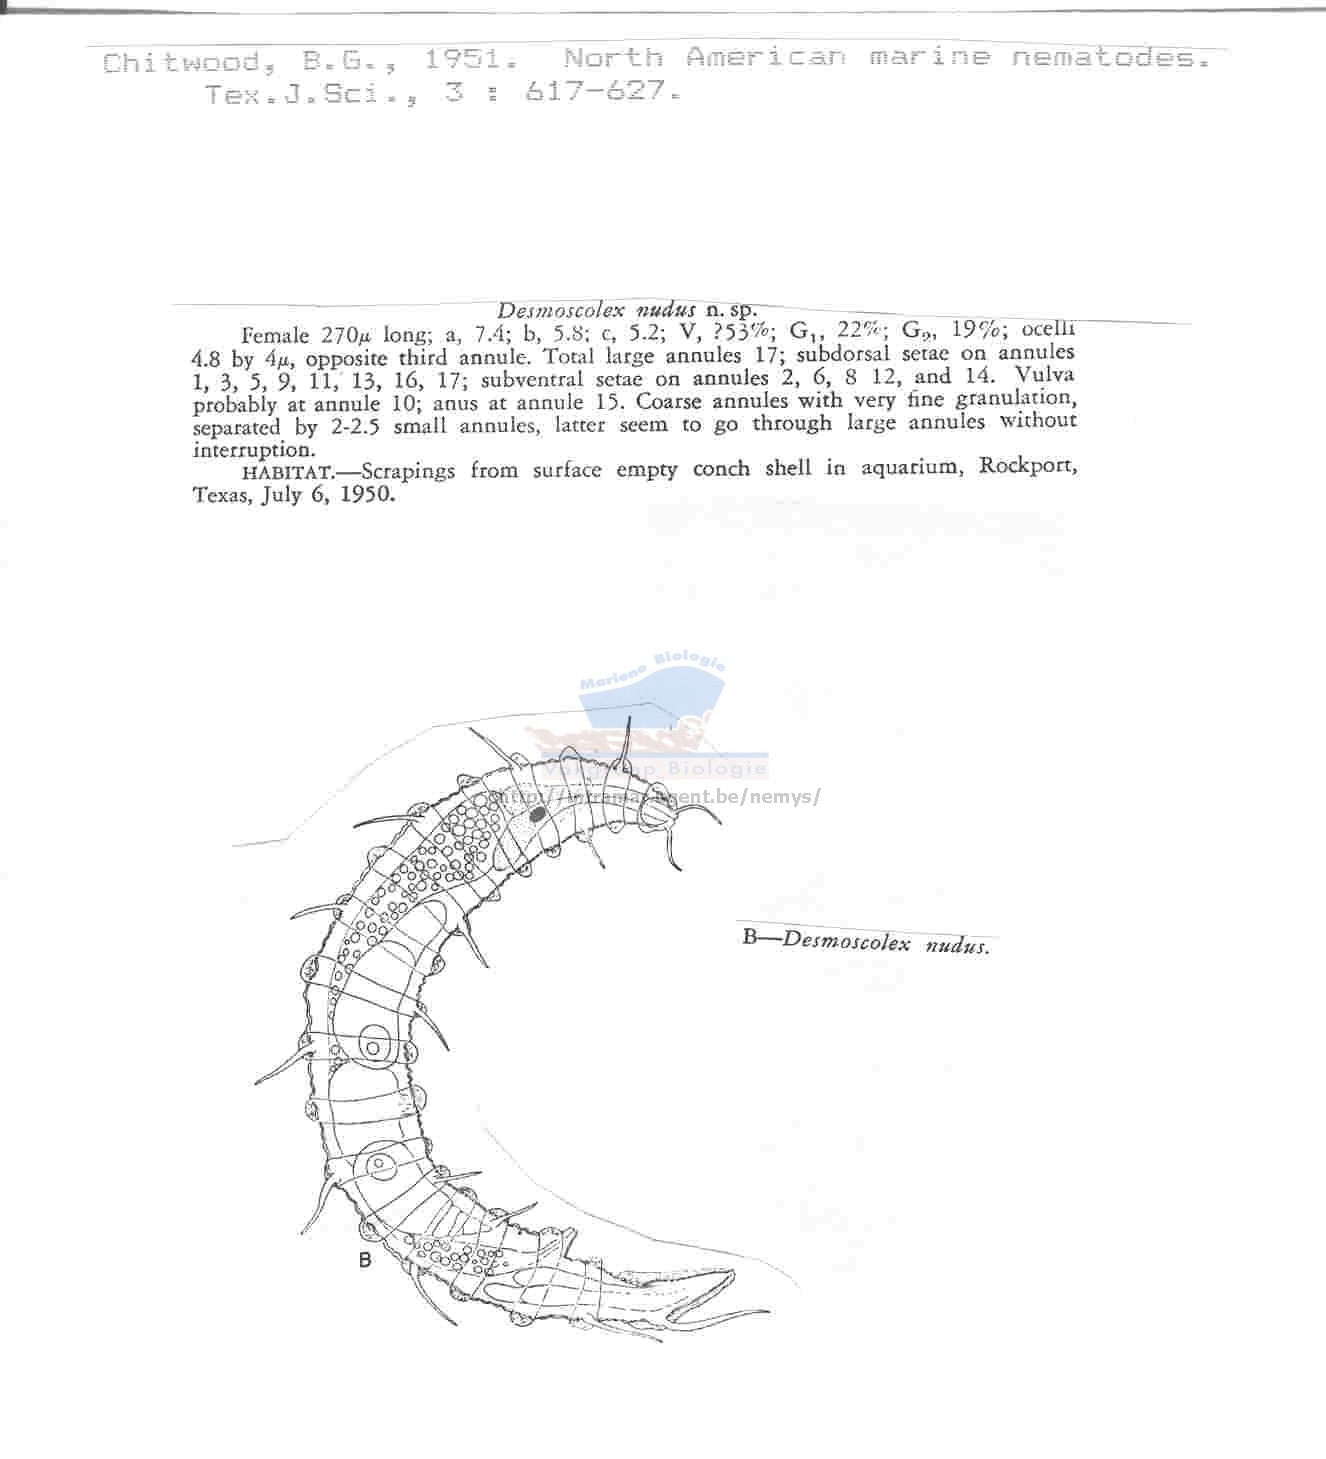 Chitwood, B.G., 1951. North American marine nematodes.
Tex.J.Sci., 3 : 617-627.
Desmoscolex nudus n. sp.
Female 270μ long; a, 7.4; b, 5.8; c, 5.2; V, ?53%; G₁, 22%; G₂, 19%; ocelli
4.8 by 4μ, opposite third annule. Total large annules 17; subdorsal setae on annules
1, 3, 5, 9, 11, 13, 16, 17; subventral setae on annules 2, 6, 8 12, and 14. Vulva
probably at annule 10; anus at annule 15. Coarse annules with very fine granulation,
separated by 2-2.5 small annules, latter seem to go through large annules without
interruption.
HABITAT.—Scrapings from surface empty conch shell in aquarium, Rockport,
Texas, July 6, 1950.
Mariene Biologie
Vakgroep Biologie
http://intramar.ugent.be/nemys/
B—Desmoscolex nudus.
B